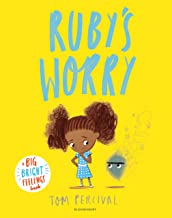 RUBY'S
WORRY
A
BIG
BRIGHT
FEELINGS
book
TOM PERCIVAL
BLOOMSBURY